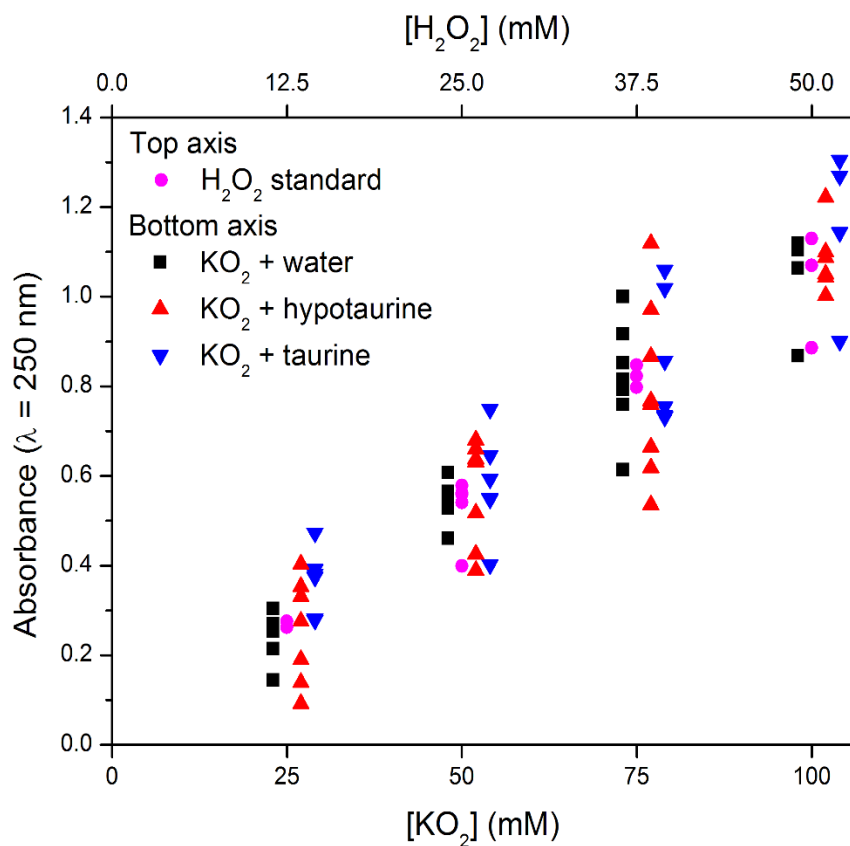 [H₂O₂] (mM)
0.0 12.5 25.0 37.5 50.0
1.4
1.2
1.0
0.8
0.6
0.4
0.2
0.0
Absorbance (λ = 250 nm)
Top axis
H₂O₂ standard
Bottom axis
KO₂ + water
KO₂ + hypotaurine
KO₂ + taurine
0 25 50 75 100
[KO₂] (mM)